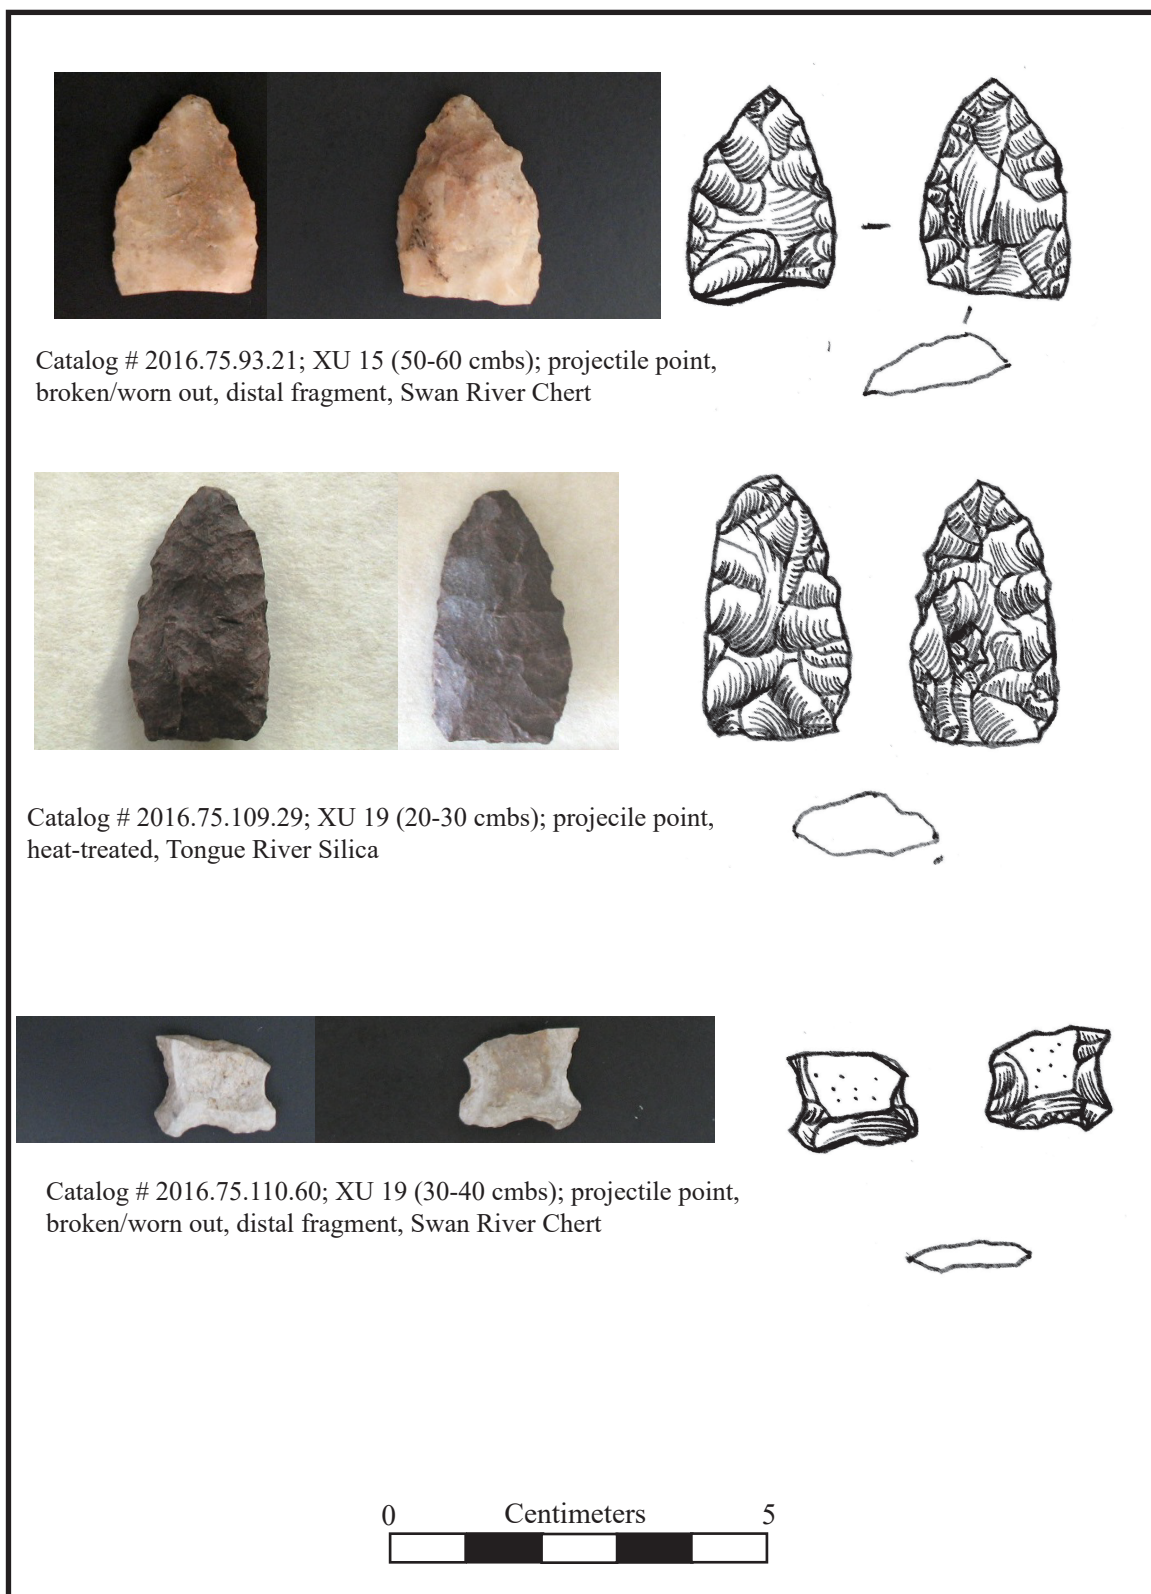 Catalog # 2016.75.93.21; XU 15 (50-60 cmbs); projectile point,
broken/worn out, distal fragment, Swan River Chert
Catalog # 2016.75.109.29; XU 19 (20-30 cmbs); projecile point,
heat-treated, Tongue River Silica
Catalog # 2016.75.110.60; XU 19 (30-40 cmbs); projectile point,
broken/worn out, distal fragment, Swan River Chert
0 Centimeters 5